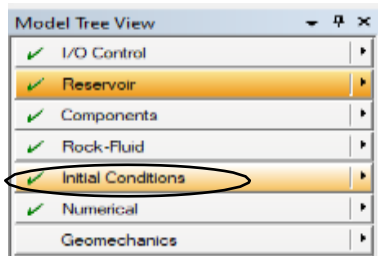 Model Tree View
I/O Control
Reservoir
Components
Rock-Fluid
Initial Conditions
Numerical
Geomechanics